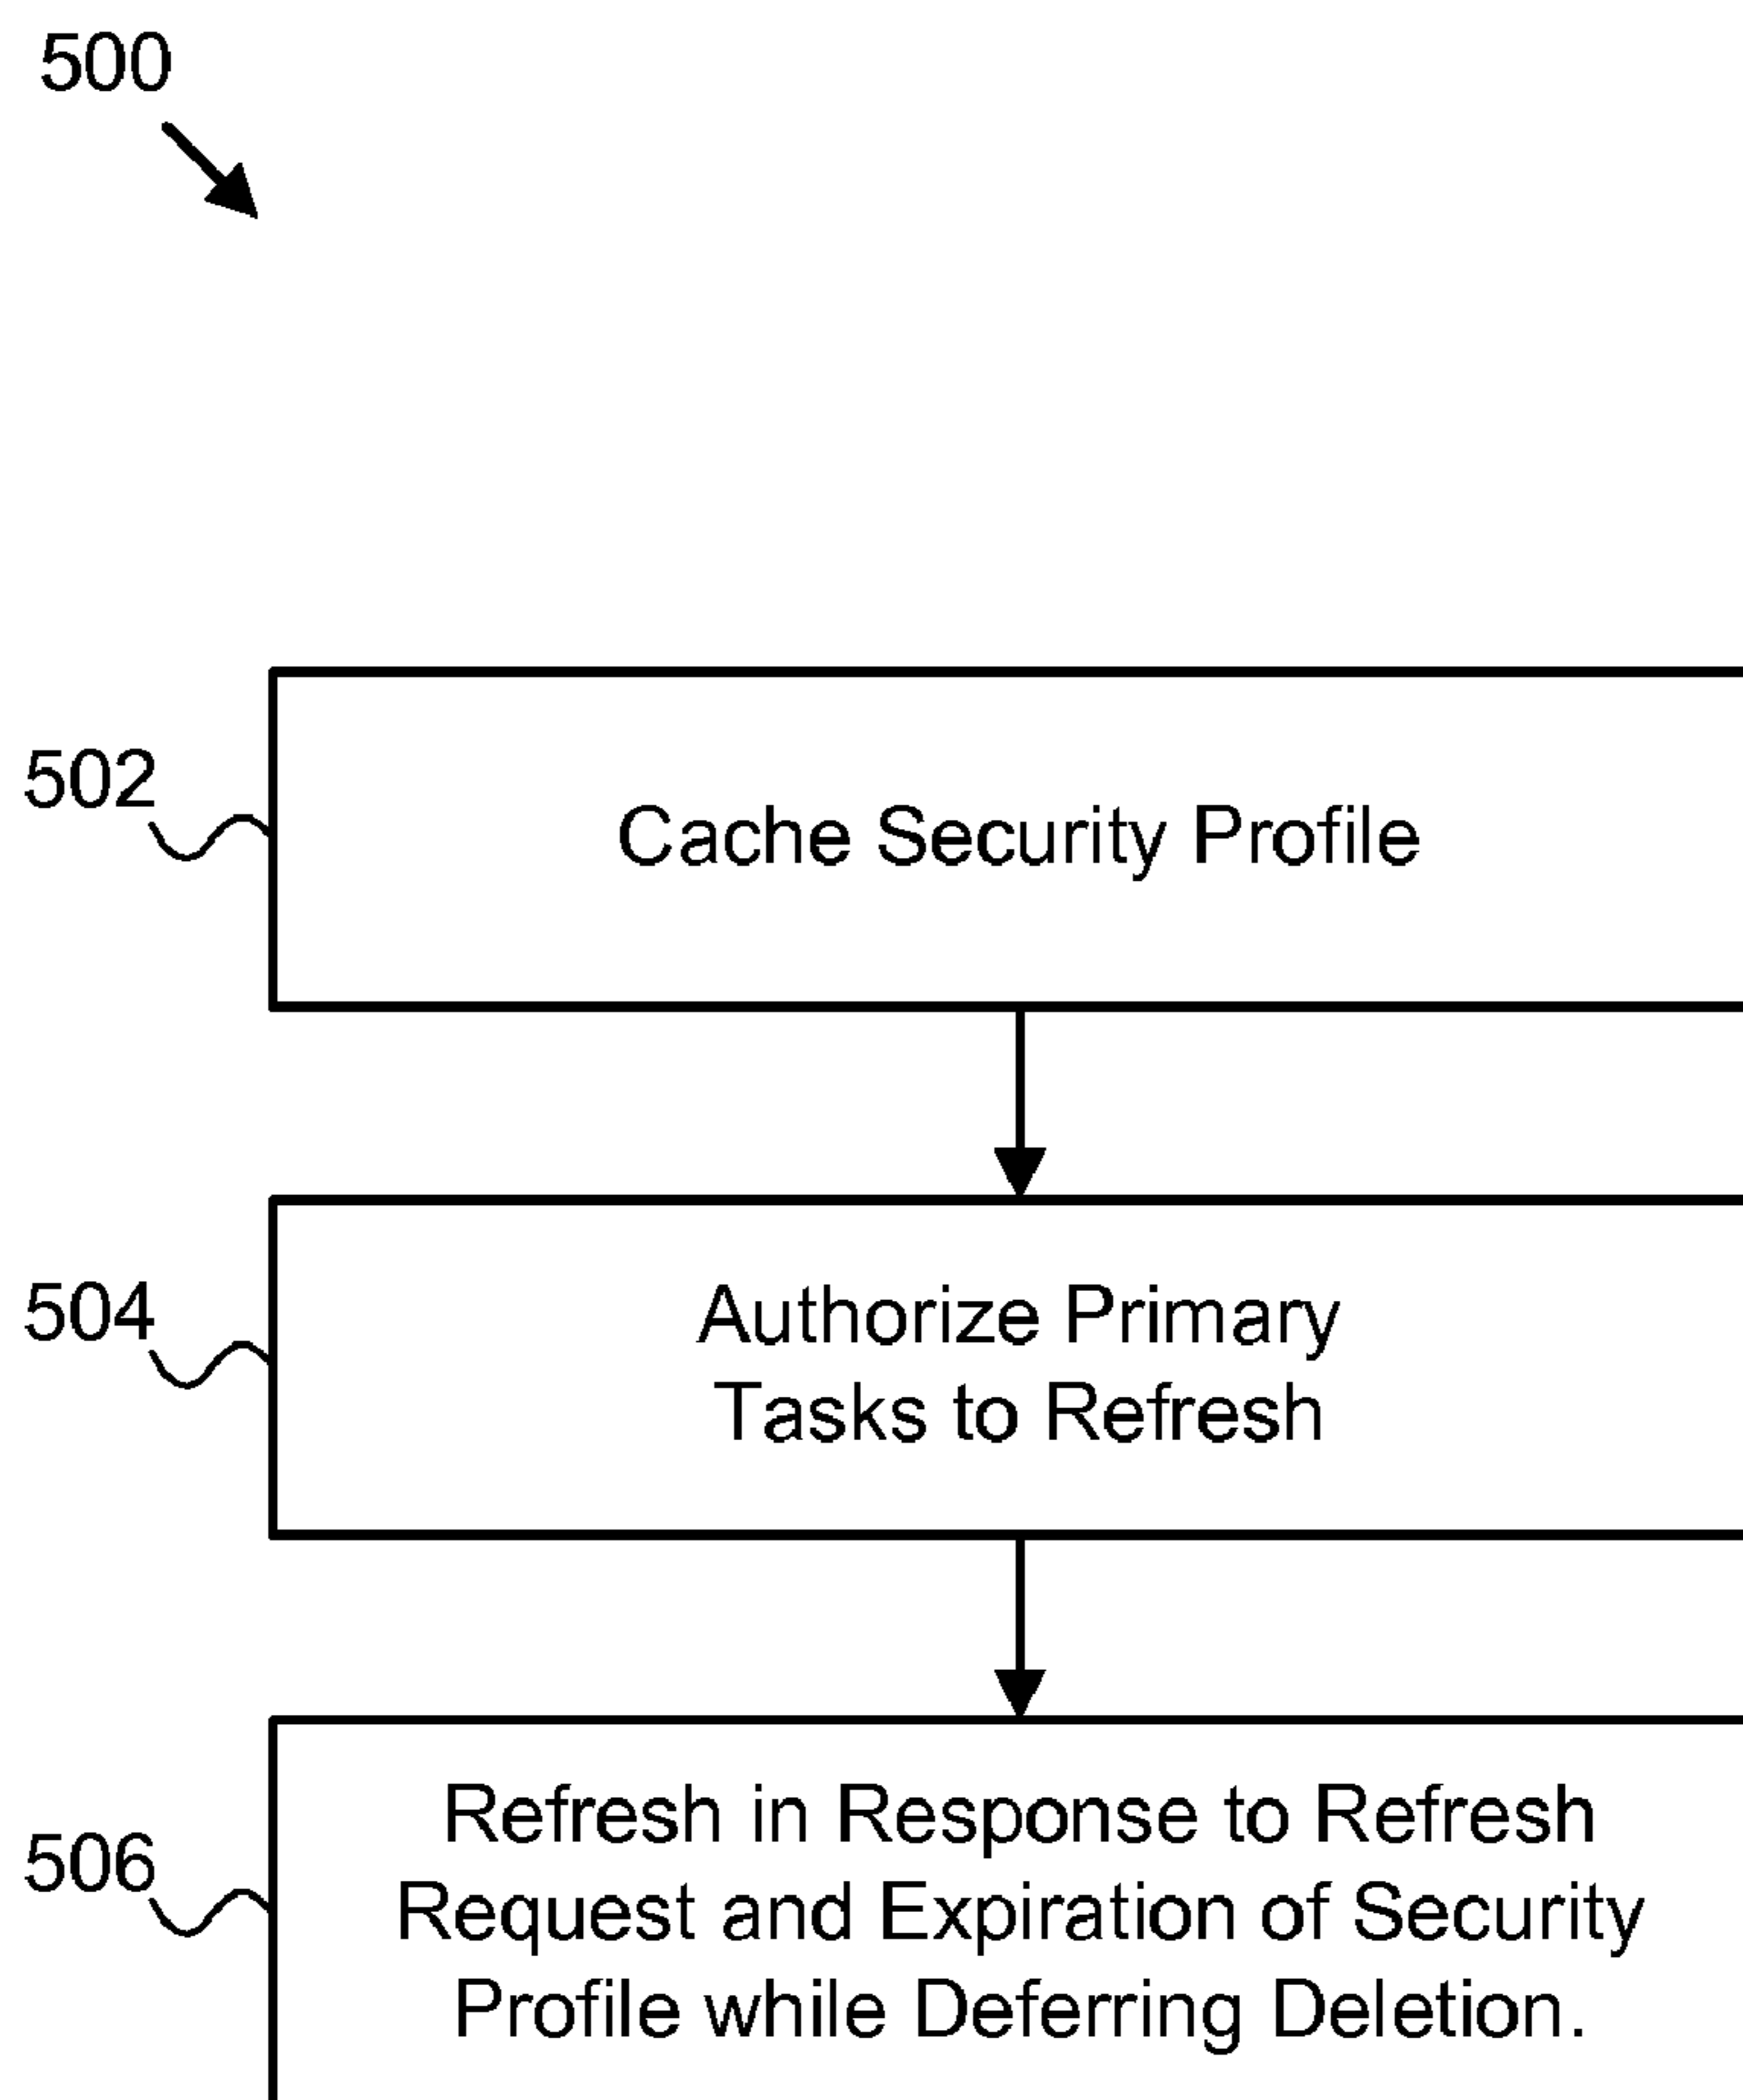 500
502
Cache Security Profile
504
Authorize Primary
Tasks to Refresh
506
Refresh in Response to Refresh
Request and Expiration of Security
Profile while Deferring Deletion.